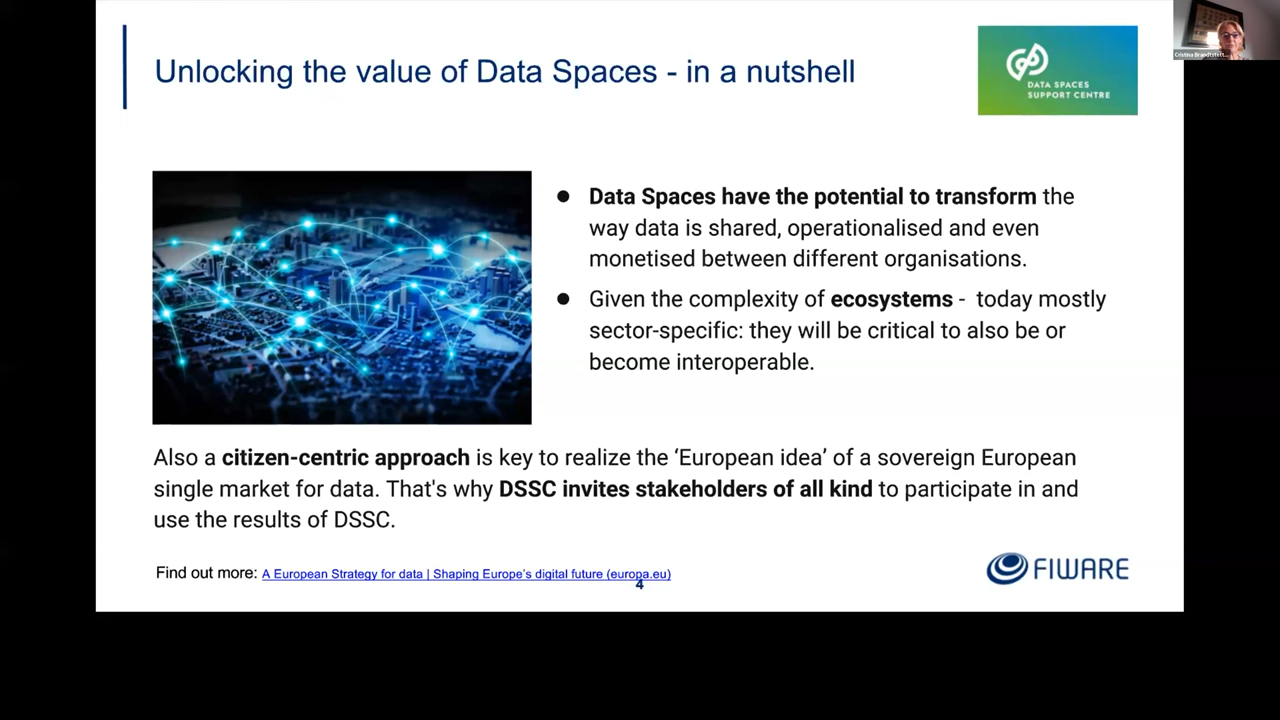 Unlocking the value of Data Spaces - in a nutshell
DATA SPACES
SUPPORT CENTRE
● Data Spaces have the potential to transform the
way data is shared, operationalised and even
monetised between different organisations.
● Given the complexity of ecosystems - today mostly
sector-specific: they will be critical to also be or
become interoperable.
Also a citizen-centric approach is key to realize the ‘European idea’ of a sovereign European
single market for data. That's why DSSC invites stakeholders of all kind to participate in and
use the results of DSSC.
Find out more: A European Strategy for data | Shaping Europe’s digital future (europa.eu)
4
FIWARE
Cristina